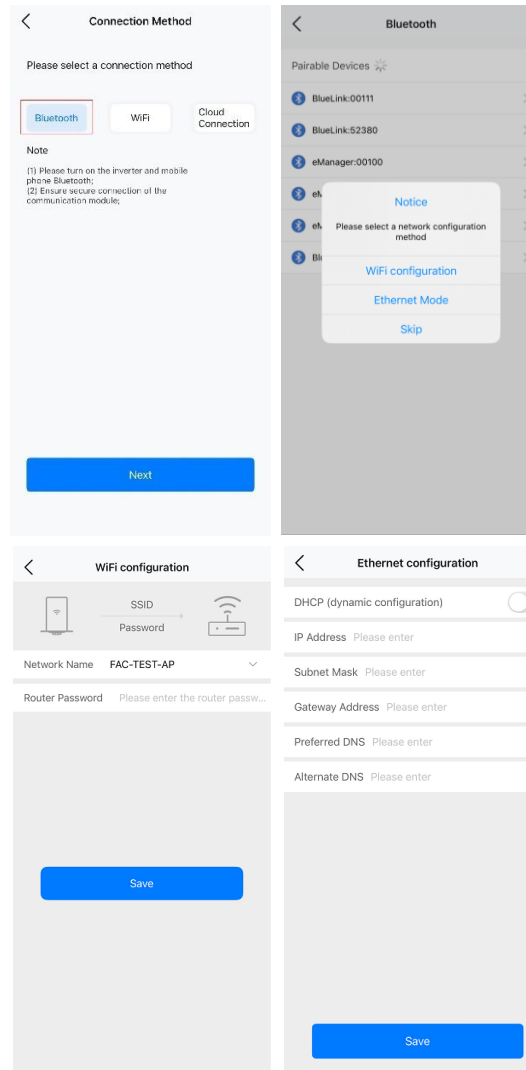 Connection Method
Please select a connection method
Bluetooth
WiFi
Cloud
Connection
Note
(1) Please turn on the inverter and mobile
phone Bluetooth;
(2) Ensure secure connection of the
communication module;
Next
Bluetooth
Pairable Devices
BlueLink:00111
BlueLink:52380
eManager:00100
Notice
Please select a network configuration
method
WiFi configuration
Ethernet Mode
Skip
WiFi configuration
SSID
Password
Network Name FAC-TEST-AP
Router Password Please enter the router passw...
Save
Ethernet configuration
DHCP (dynamic configuration)
IP Address Please enter
Subnet Mask Please enter
Gateway Address Please enter
Preferred DNS Please enter
Alternate DNS Please enter
Save